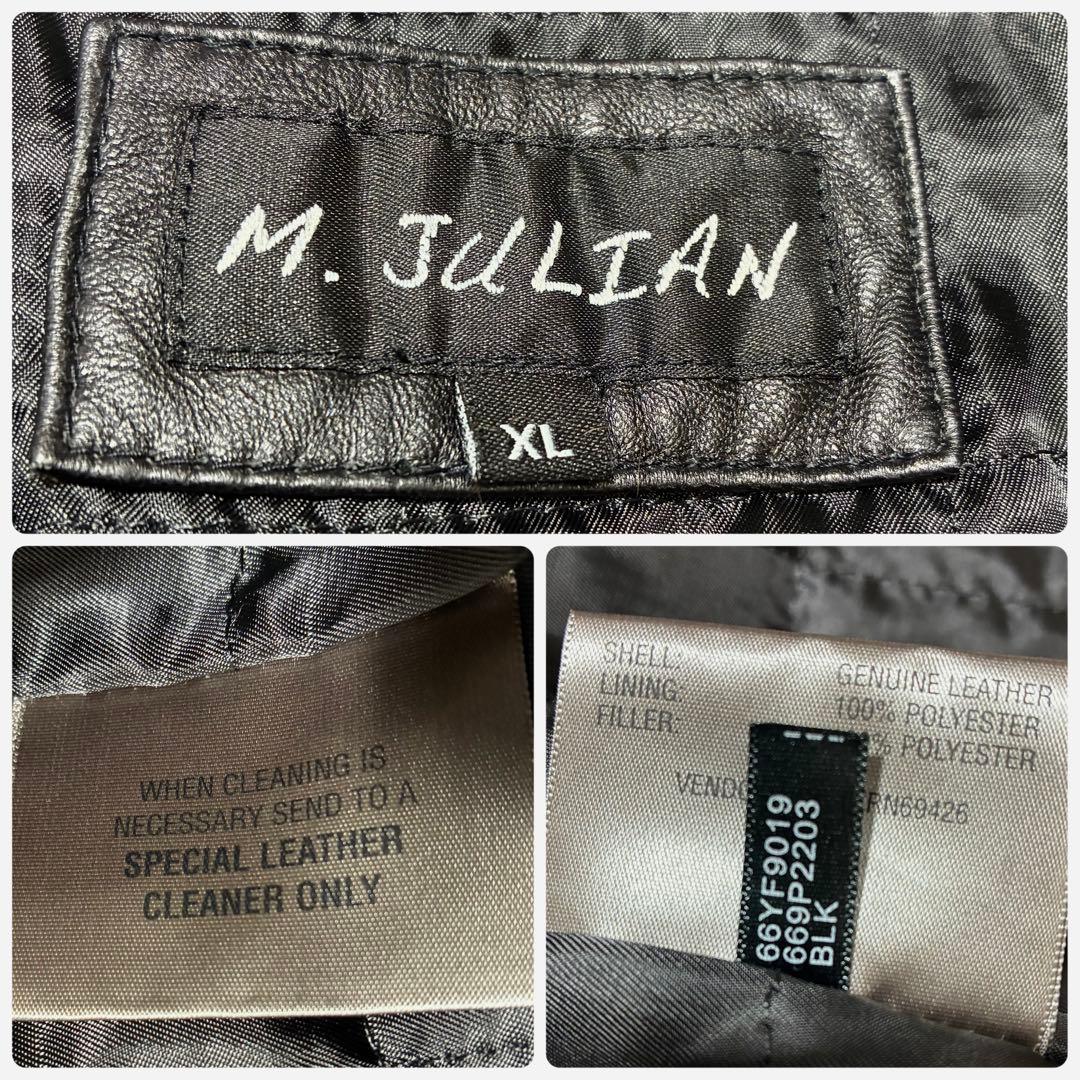 M. JULIAN
XL
WHEN CLEANING IS
NECESSARY SEND TO A
SPECIAL LEATHER
CLEANER ONLY
SHELL: GENUINE LEATHER
LINING: 100% POLYESTER
FILLER: % POLYESTER
RN69426
66YF9019
669P2203
BLK